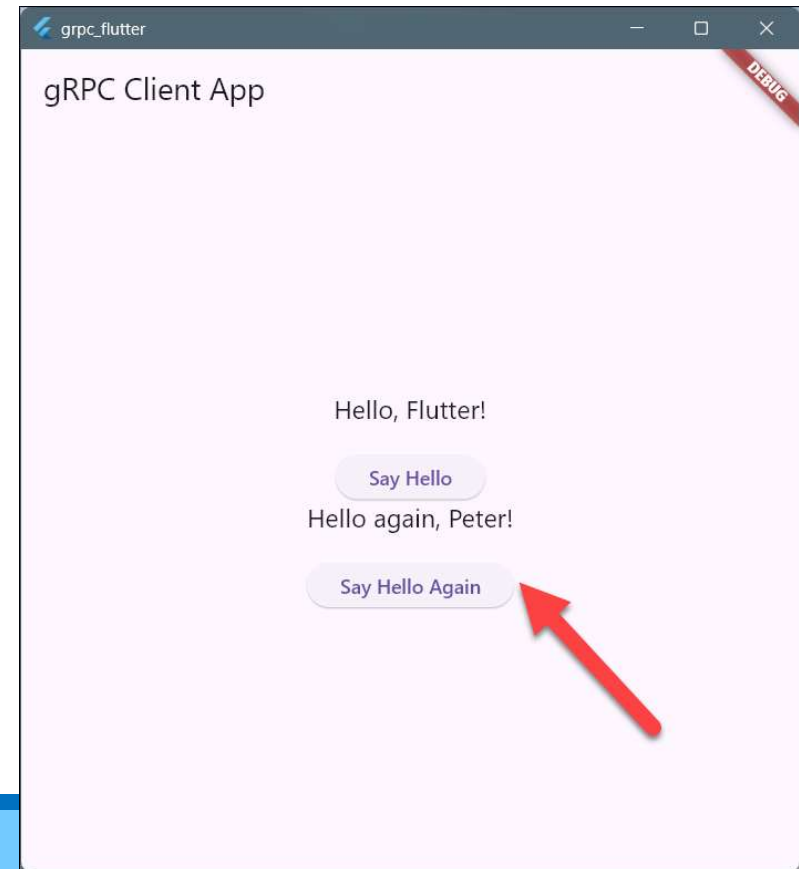 grpc_flutter
gRPC Client App
DEBUG
Hello, Flutter!
Say Hello
Hello again, Peter!
Say Hello Again